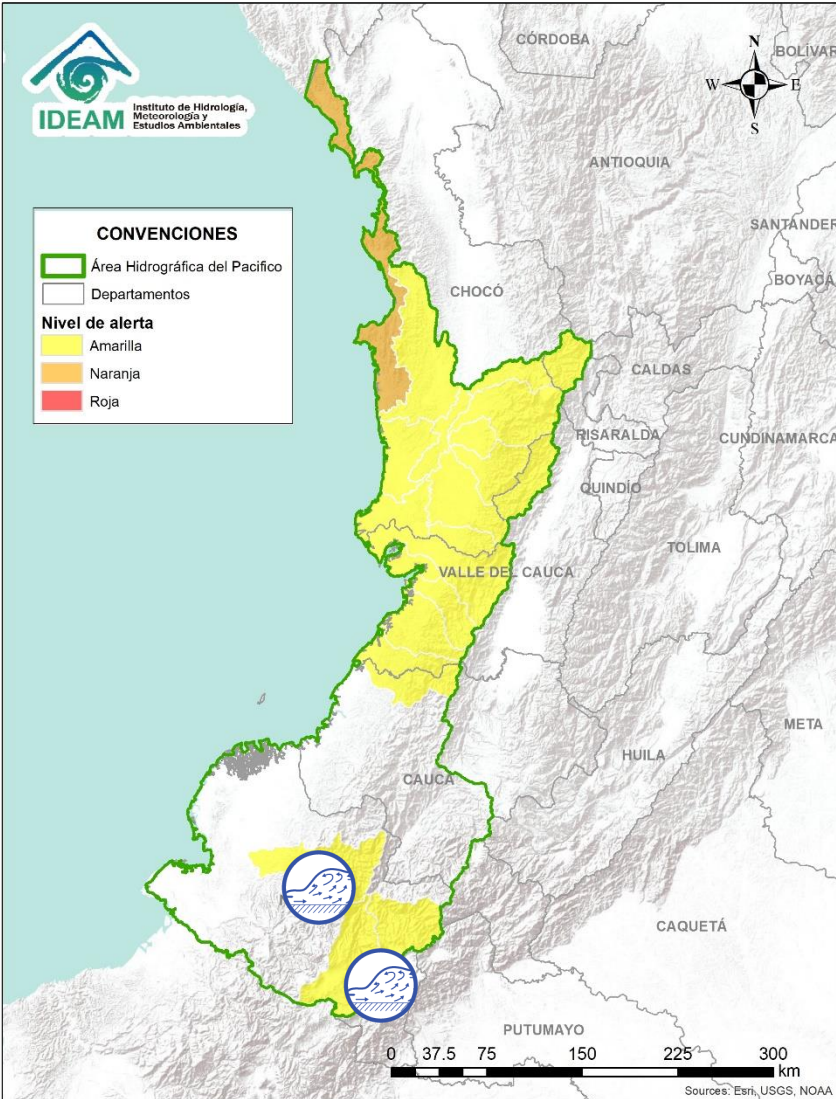 CÓRDOBA
BOLÍVAR
N
W
E
S
IDEAM
Instituto de Hidrología,
Meteorología y
Estudios Ambientales
ANTIOQUIA
SANTANDER
CONVENCIONES
Área Hidrográfica del Pacifico
Departamentos
Nivel de alerta
Amarilla
Naranja
Roja
BOYACÁ
CHOCÓ
CALDAS
RISARALDA
CUNDINAMARCA
QUINDÍO
TOLIMA
VALLE DEL CAUCA
META
HUILA
CAUCA
CAQUETÁ
PUTUMAYO
0 37.5 75 150 225 300
km
Sources: Esri, USGS, NOAA